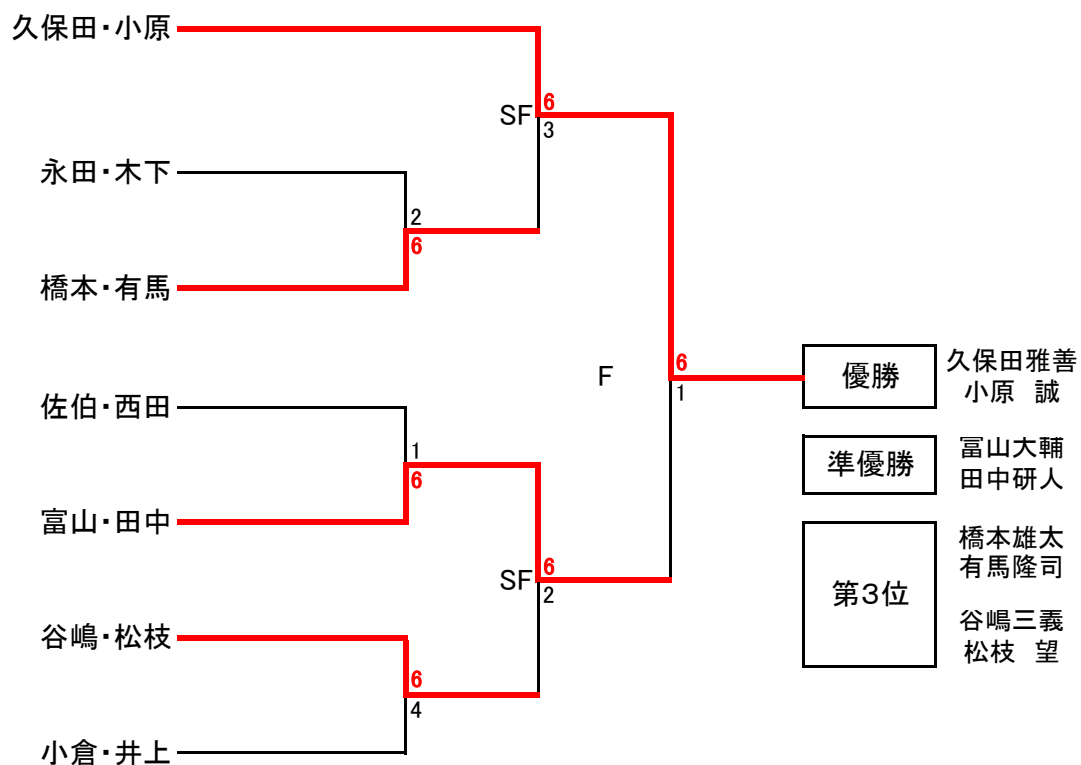 久保田・小原
6
SF
3
永田・木下
2
6
橋本・有馬
6
F
1
優勝
久保田雅善
小原　誠
佐伯・西田
準優勝
冨山大輔
田中研人
1
6
富山・田中
第3位
橋本雄太
有馬隆司
6
SF
2
谷嶋三義
松枝　望
谷嶋・松枝
6
4
小倉・井上